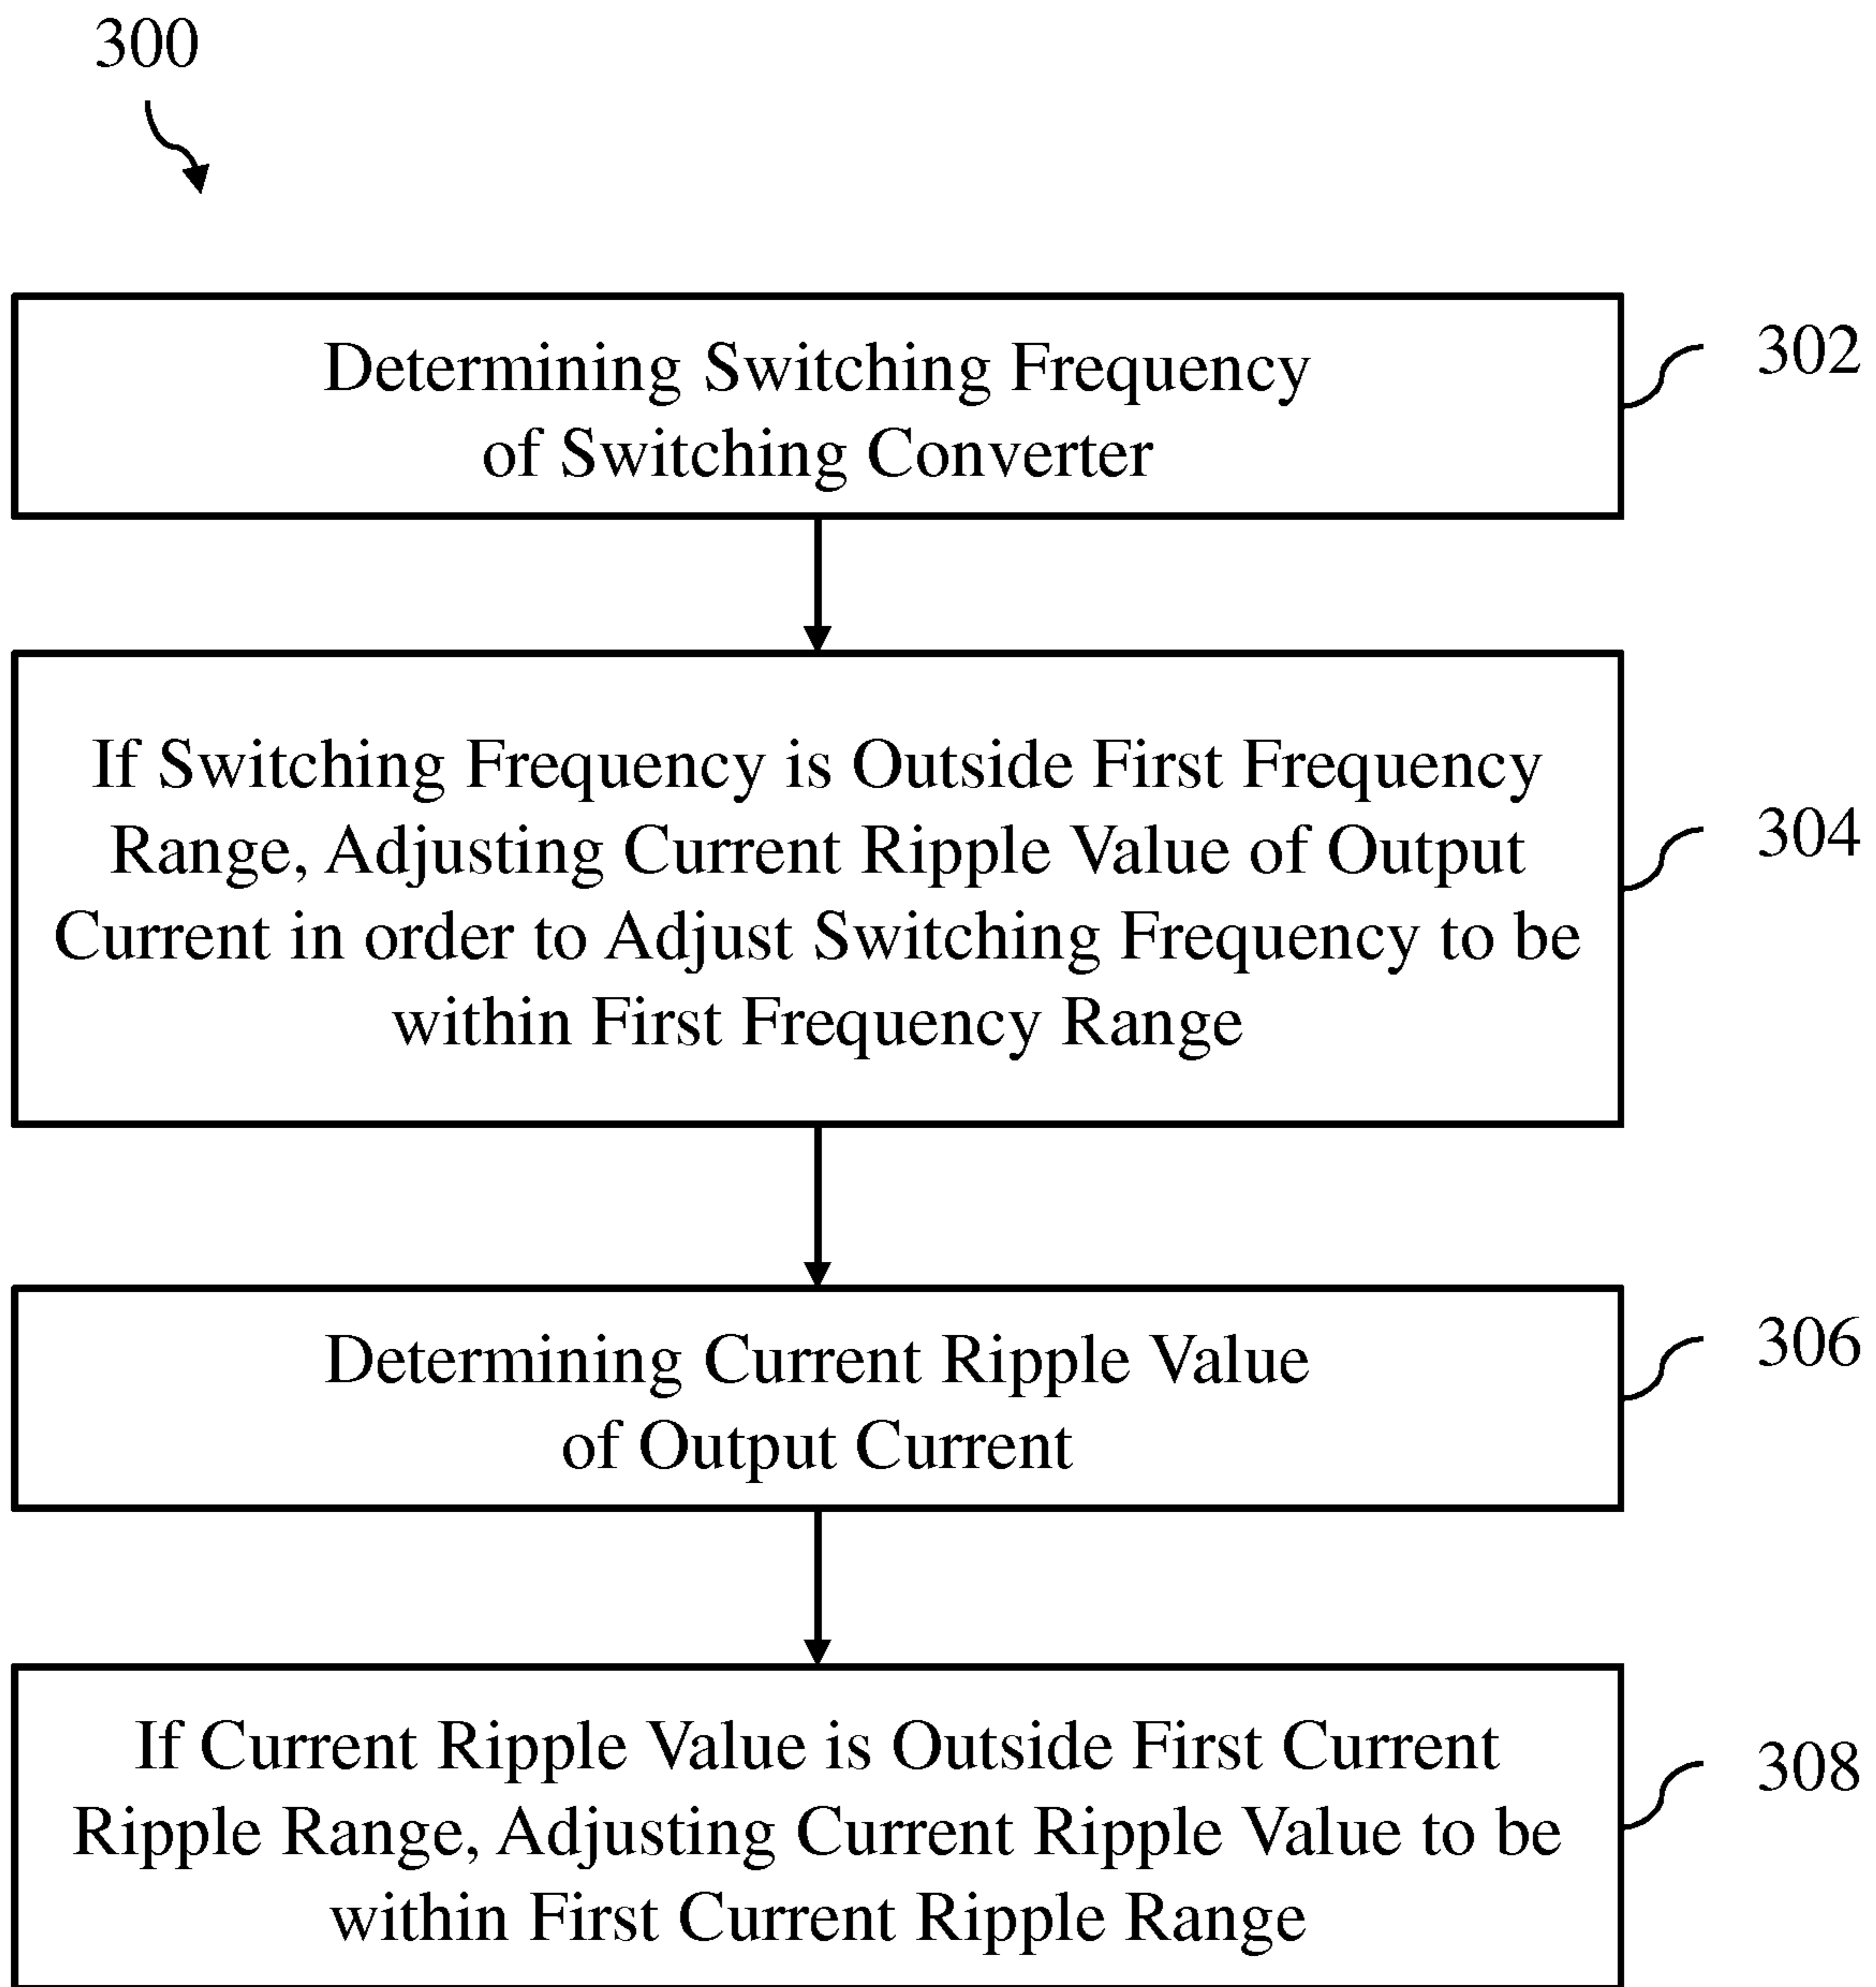 300
Determining Switching Frequency
of Switching Converter
302
If Switching Frequency is Outside First Frequency
Range, Adjusting Current Ripple Value of Output
Current in order to Adjust Switching Frequency to be
within First Frequency Range
304
Determining Current Ripple Value
of Output Current
306
If Current Ripple Value is Outside First Current
Ripple Range, Adjusting Current Ripple Value to be
within First Current Ripple Range
308